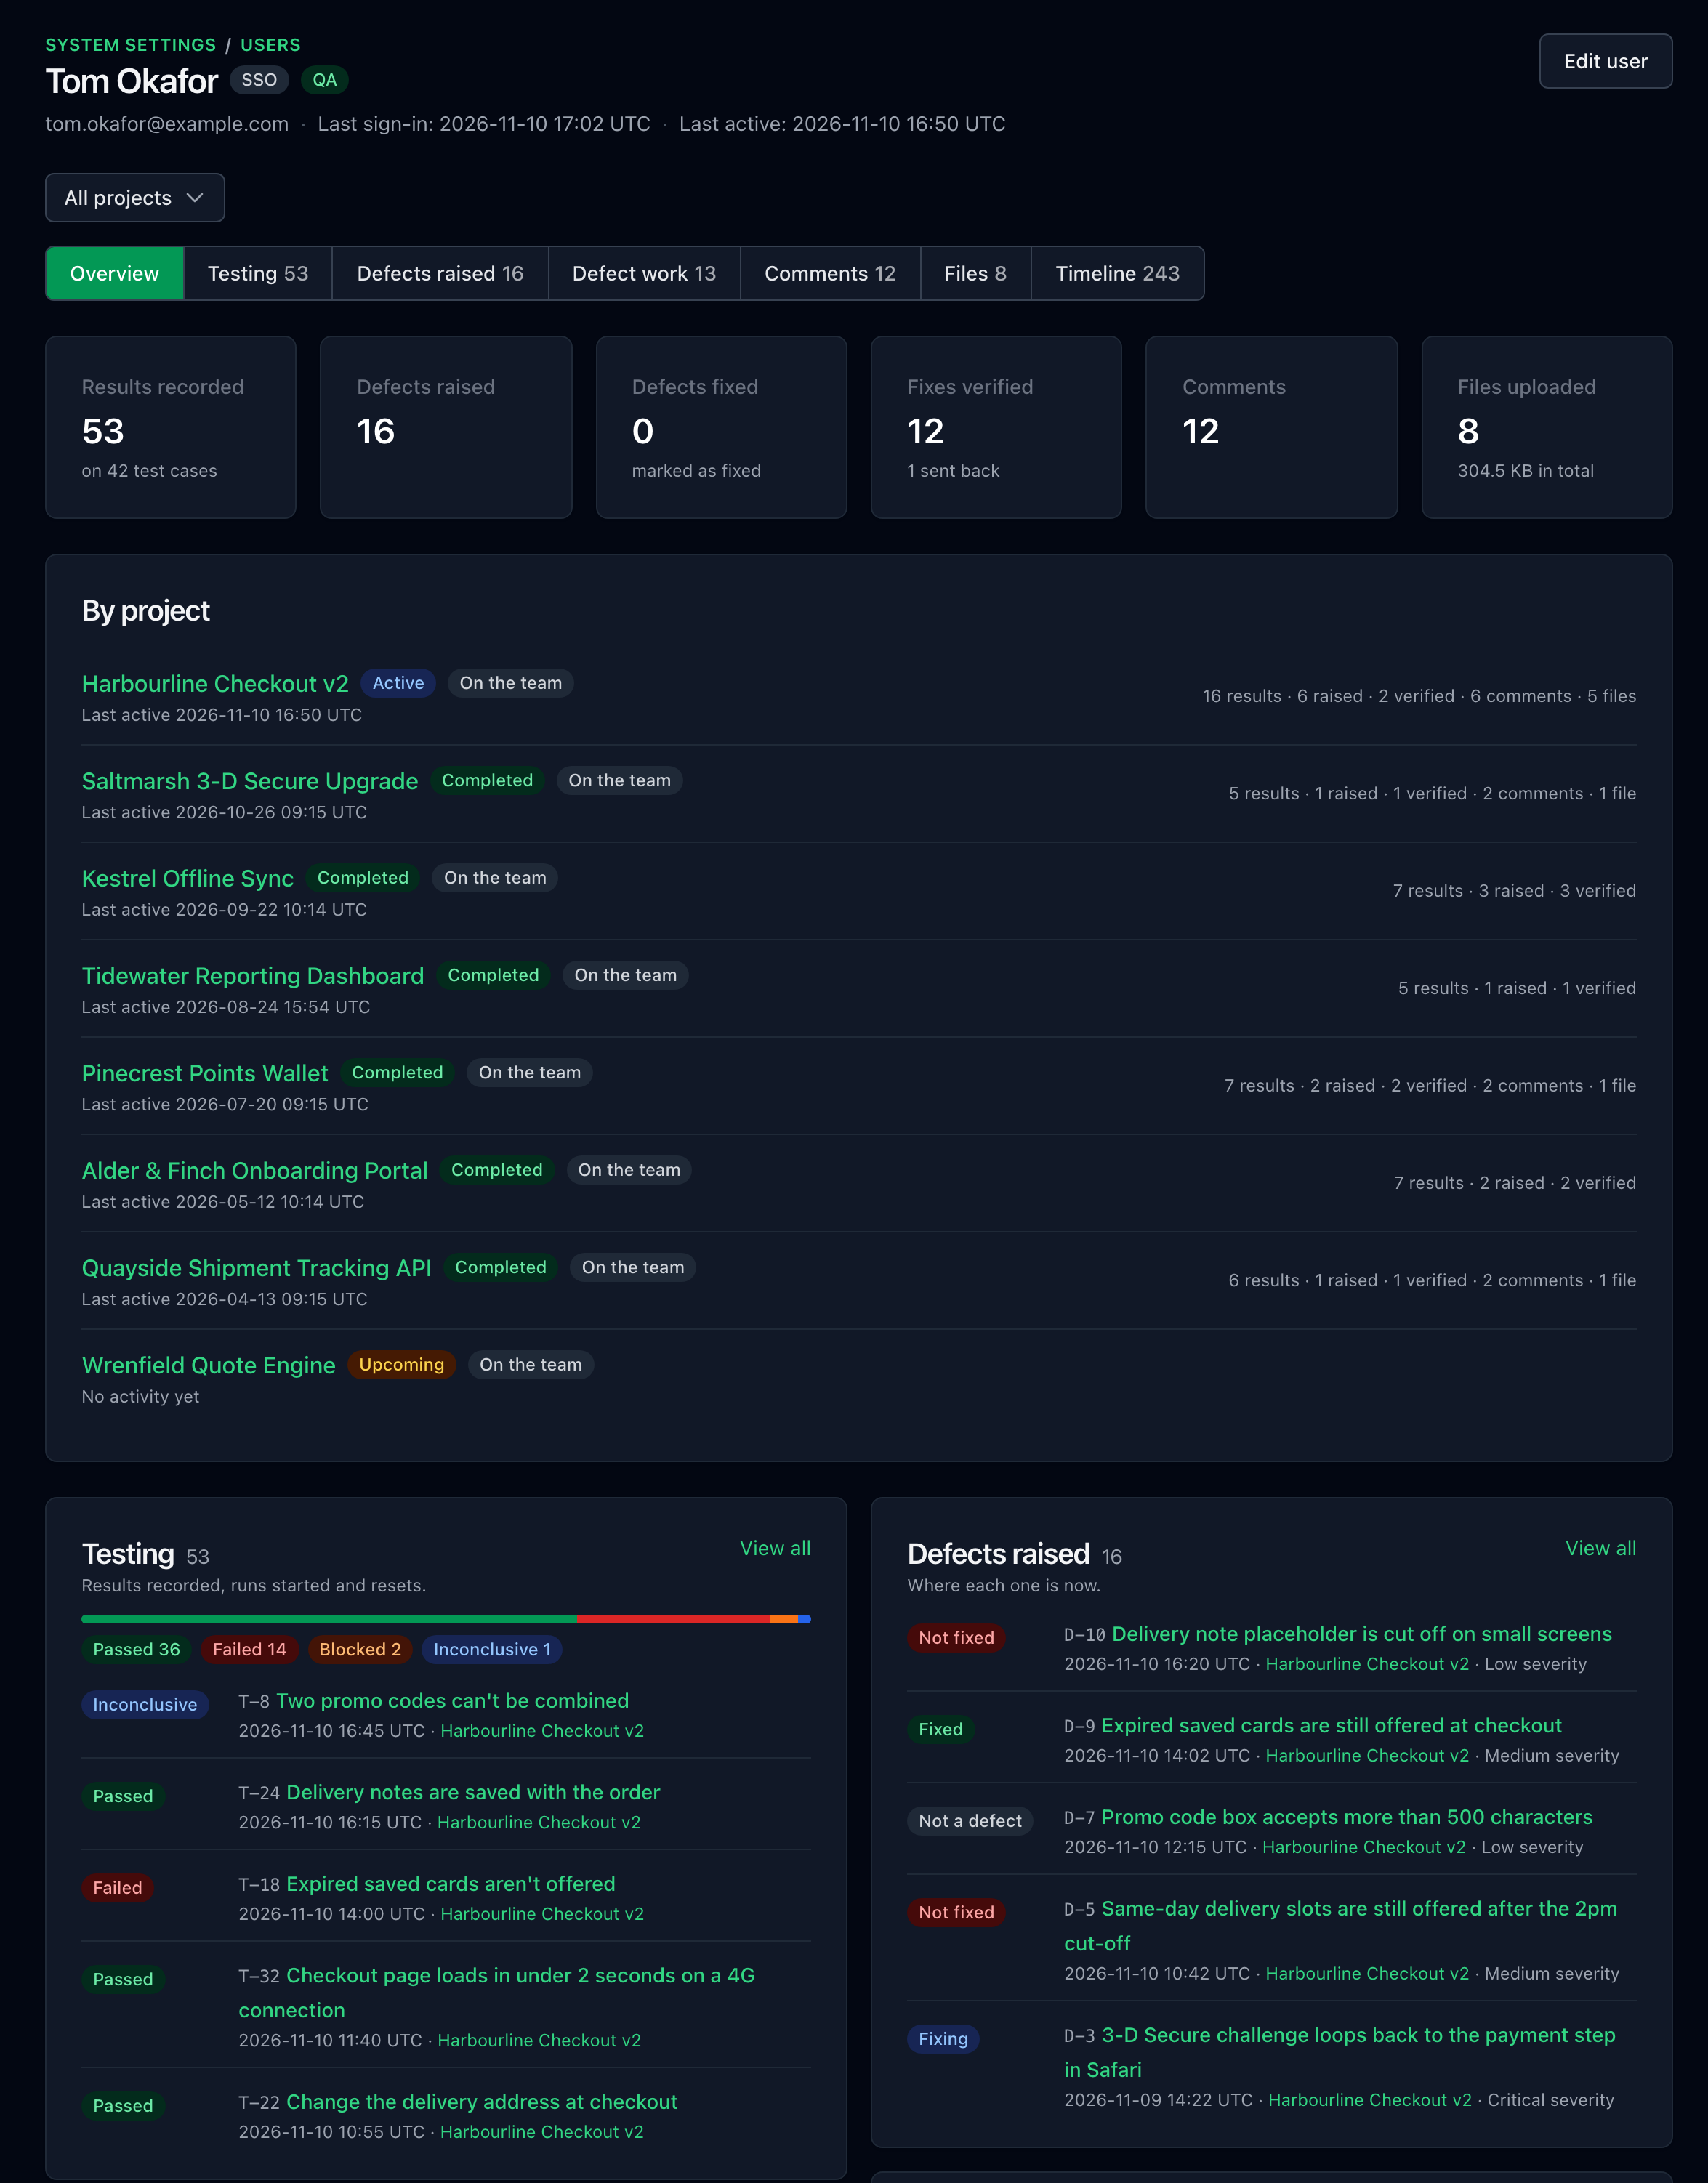 SYSTEM SETTINGS / USERS
Tom Okafor SSO QA
Edit user
tom.okafor@example.com · Last sign-in: 2026-11-10 17:02 UTC · Last active: 2026-11-10 16:50 UTC
All projects
Overview Testing 53 Defects raised 16 Defect work 13 Comments 12 Files 8 Timeline 243
Results recorded
53
on 42 test cases
Defects raised
16
Defects fixed
0
marked as fixed
Fixes verified
12
1 sent back
Comments
12
Files uploaded
8
304.5 KB in total
By project
Harbourline Checkout v2 Active On the team
Last active 2026-11-10 16:50 UTC
16 results · 6 raised · 2 verified · 6 comments · 5 files
Saltmarsh 3-D Secure Upgrade Completed On the team
Last active 2026-10-26 09:15 UTC
5 results · 1 raised · 1 verified · 2 comments · 1 file
Kestrel Offline Sync Completed On the team
Last active 2026-09-22 10:14 UTC
7 results · 3 raised · 3 verified
Tidewater Reporting Dashboard Completed On the team
Last active 2026-08-24 15:54 UTC
5 results · 1 raised · 1 verified
Pinecrest Points Wallet Completed On the team
Last active 2026-07-20 09:15 UTC
7 results · 2 raised · 2 verified · 2 comments · 1 file
Alder & Finch Onboarding Portal Completed On the team
Last active 2026-05-12 10:14 UTC
7 results · 2 raised · 2 verified
Quayside Shipment Tracking API Completed On the team
Last active 2026-04-13 09:15 UTC
6 results · 1 raised · 1 verified · 2 comments · 1 file
Wrenfield Quote Engine Upcoming On the team
No activity yet
Testing 53
View all
Results recorded, runs started and resets.
Passed 36 Failed 14 Blocked 2 Inconclusive 1
Inconclusive T-8 Two promo codes can't be combined
2026-11-10 16:45 UTC · Harbourline Checkout v2
Passed T-24 Delivery notes are saved with the order
2026-11-10 16:15 UTC · Harbourline Checkout v2
Failed T-18 Expired saved cards aren't offered
2026-11-10 14:00 UTC · Harbourline Checkout v2
Passed T-32 Checkout page loads in under 2 seconds on a 4G
connection
2026-11-10 11:40 UTC · Harbourline Checkout v2
Passed T-22 Change the delivery address at checkout
2026-11-10 10:55 UTC · Harbourline Checkout v2
Defects raised 16
View all
Where each one is now.
Not fixed D-10 Delivery note placeholder is cut off on small screens
2026-11-10 16:20 UTC · Harbourline Checkout v2 · Low severity
Fixed D-9 Expired saved cards are still offered at checkout
2026-11-10 14:02 UTC · Harbourline Checkout v2 · Medium severity
Not a defect D-7 Promo code box accepts more than 500 characters
2026-11-10 12:15 UTC · Harbourline Checkout v2 · Low severity
Not fixed D-5 Same-day delivery slots are still offered after the 2pm
cut-off
2026-11-10 10:42 UTC · Harbourline Checkout v2 · Medium severity
Fixing D-3 3-D Secure challenge loops back to the payment step
in Safari
2026-11-09 14:22 UTC · Harbourline Checkout v2 · Critical severity